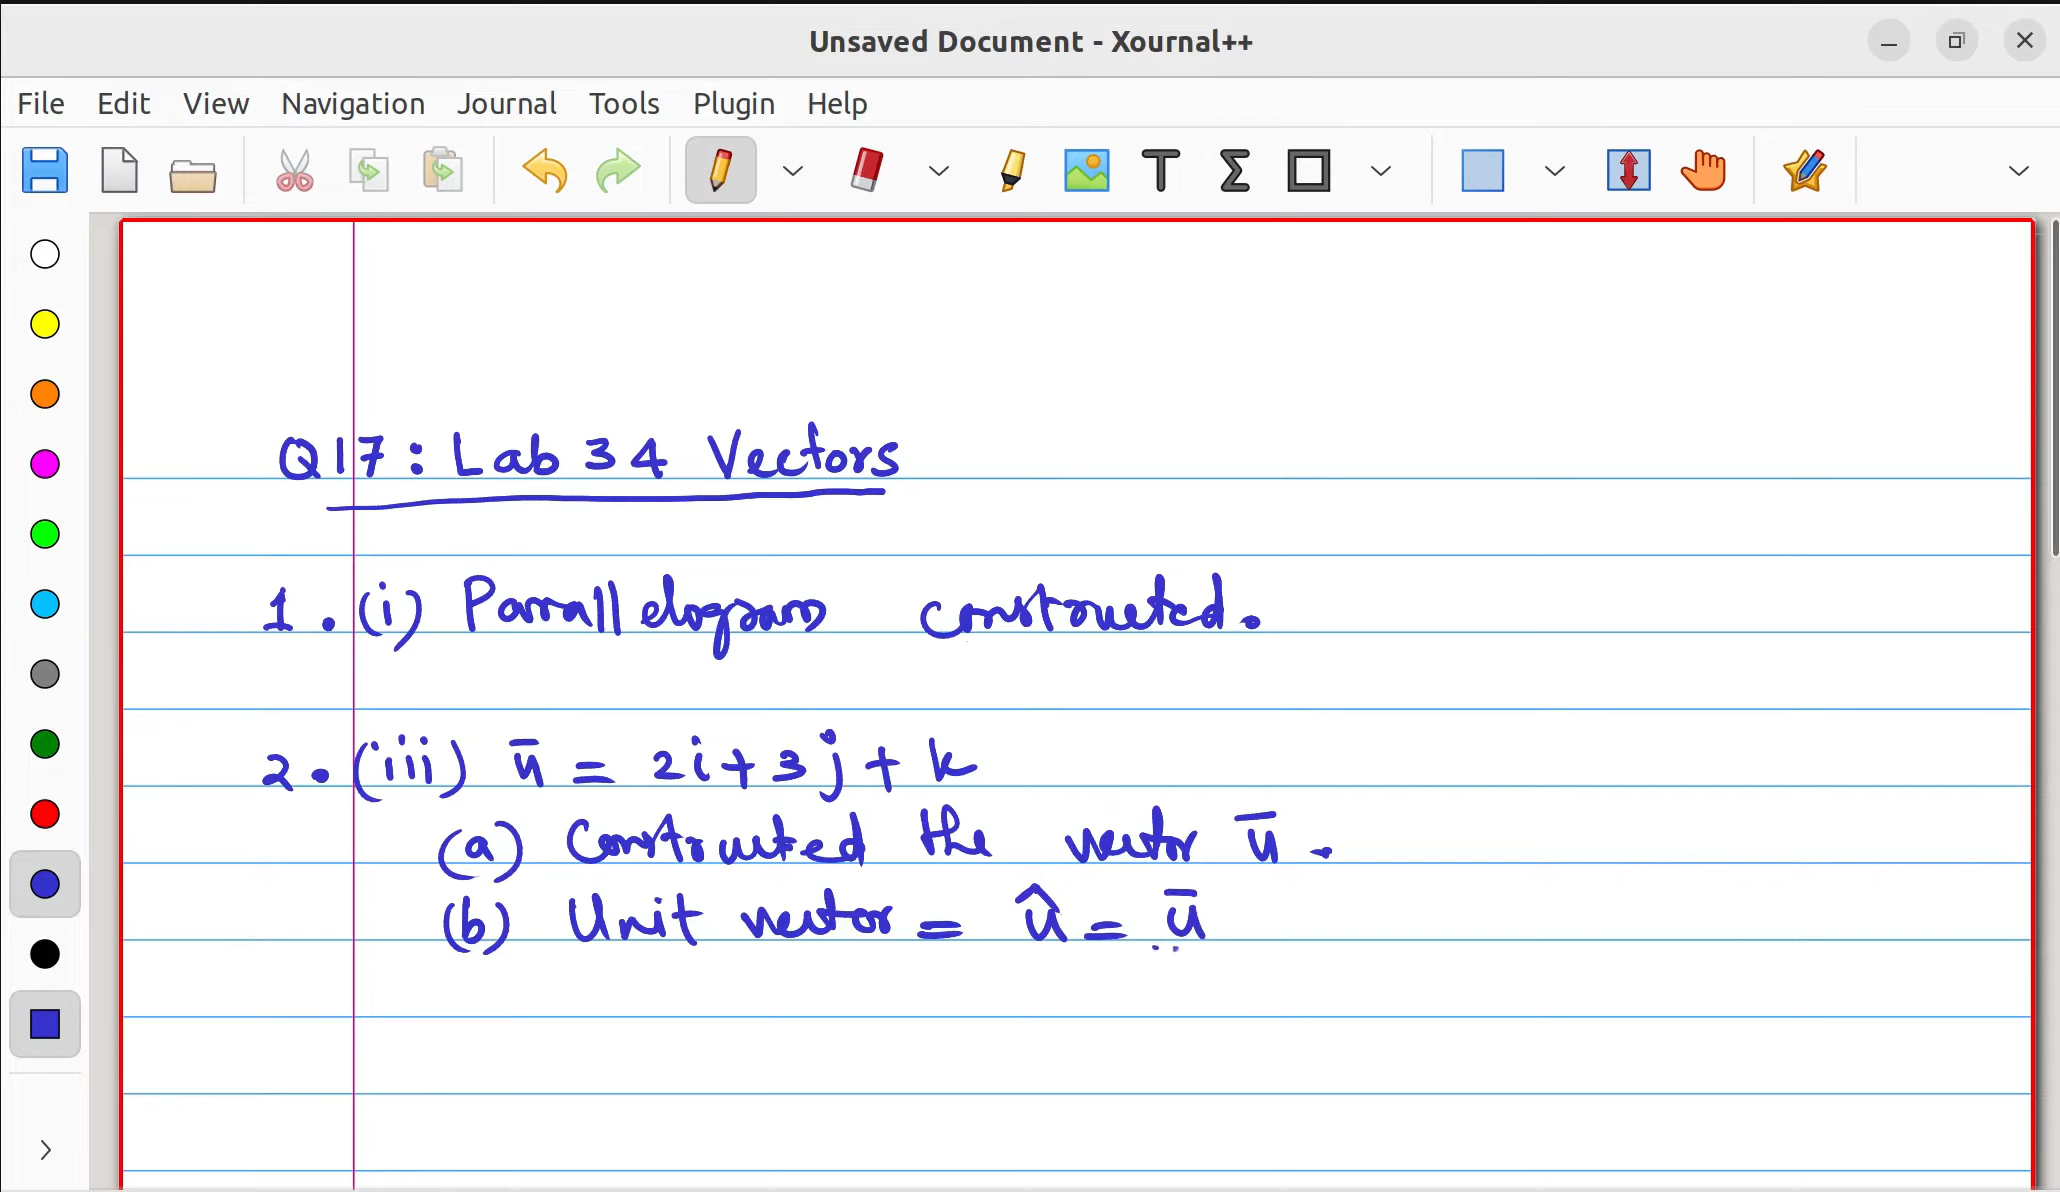 Unsaved Document - Xournal++
File Edit View Navigation Journal Tools Plugin Help
Q17: Lab 34 Vectors
1. (i) Parrallelogram constructed.
2. (iii) ū = 2i + 3j + k
(a) Constructed the vector ū.
(b) Unit vector = û = ū